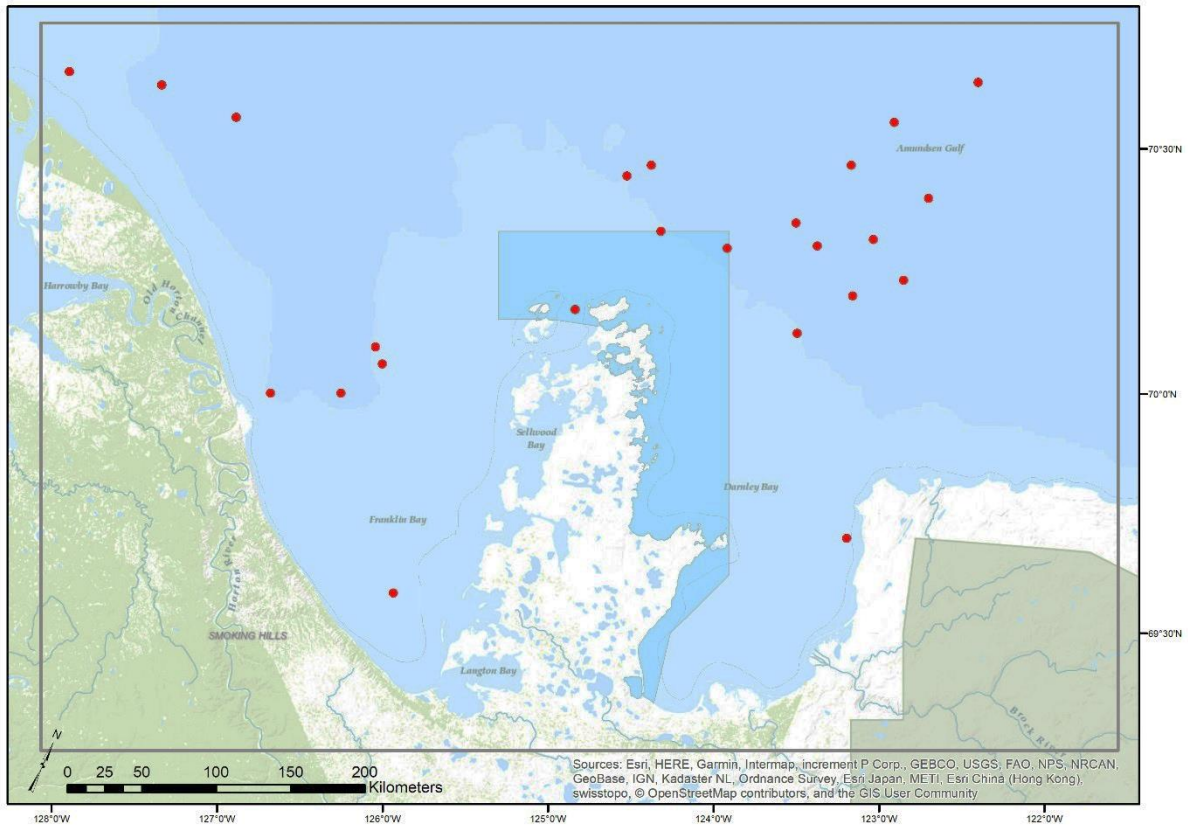 Amundsen Gulf
70°30'N
Harrowby Bay
Old Horton Channel
70°0'N
Sellwood
Bay
Darnley Bay
Franklin Bay
Horton River
SMOKING HILLS
69°30'N
Langton Bay
Brock River
N
0 25 50 100 150 200
Kilometers
Sources: Esri, HERE, Garmin, Intermap, increment P Corp., GEBCO, USGS, FAO, NPS, NRCAN,
GeoBase, IGN, Kadaster NL, Ordnance Survey, Esri Japan, METI, Esri China (Hong Kong),
swisstopo, © OpenStreetMap contributors, and the GIS User Community
128°0'W 127°0'W 126°0'W 125°0'W 124°0'W 123°0'W 122°0'W